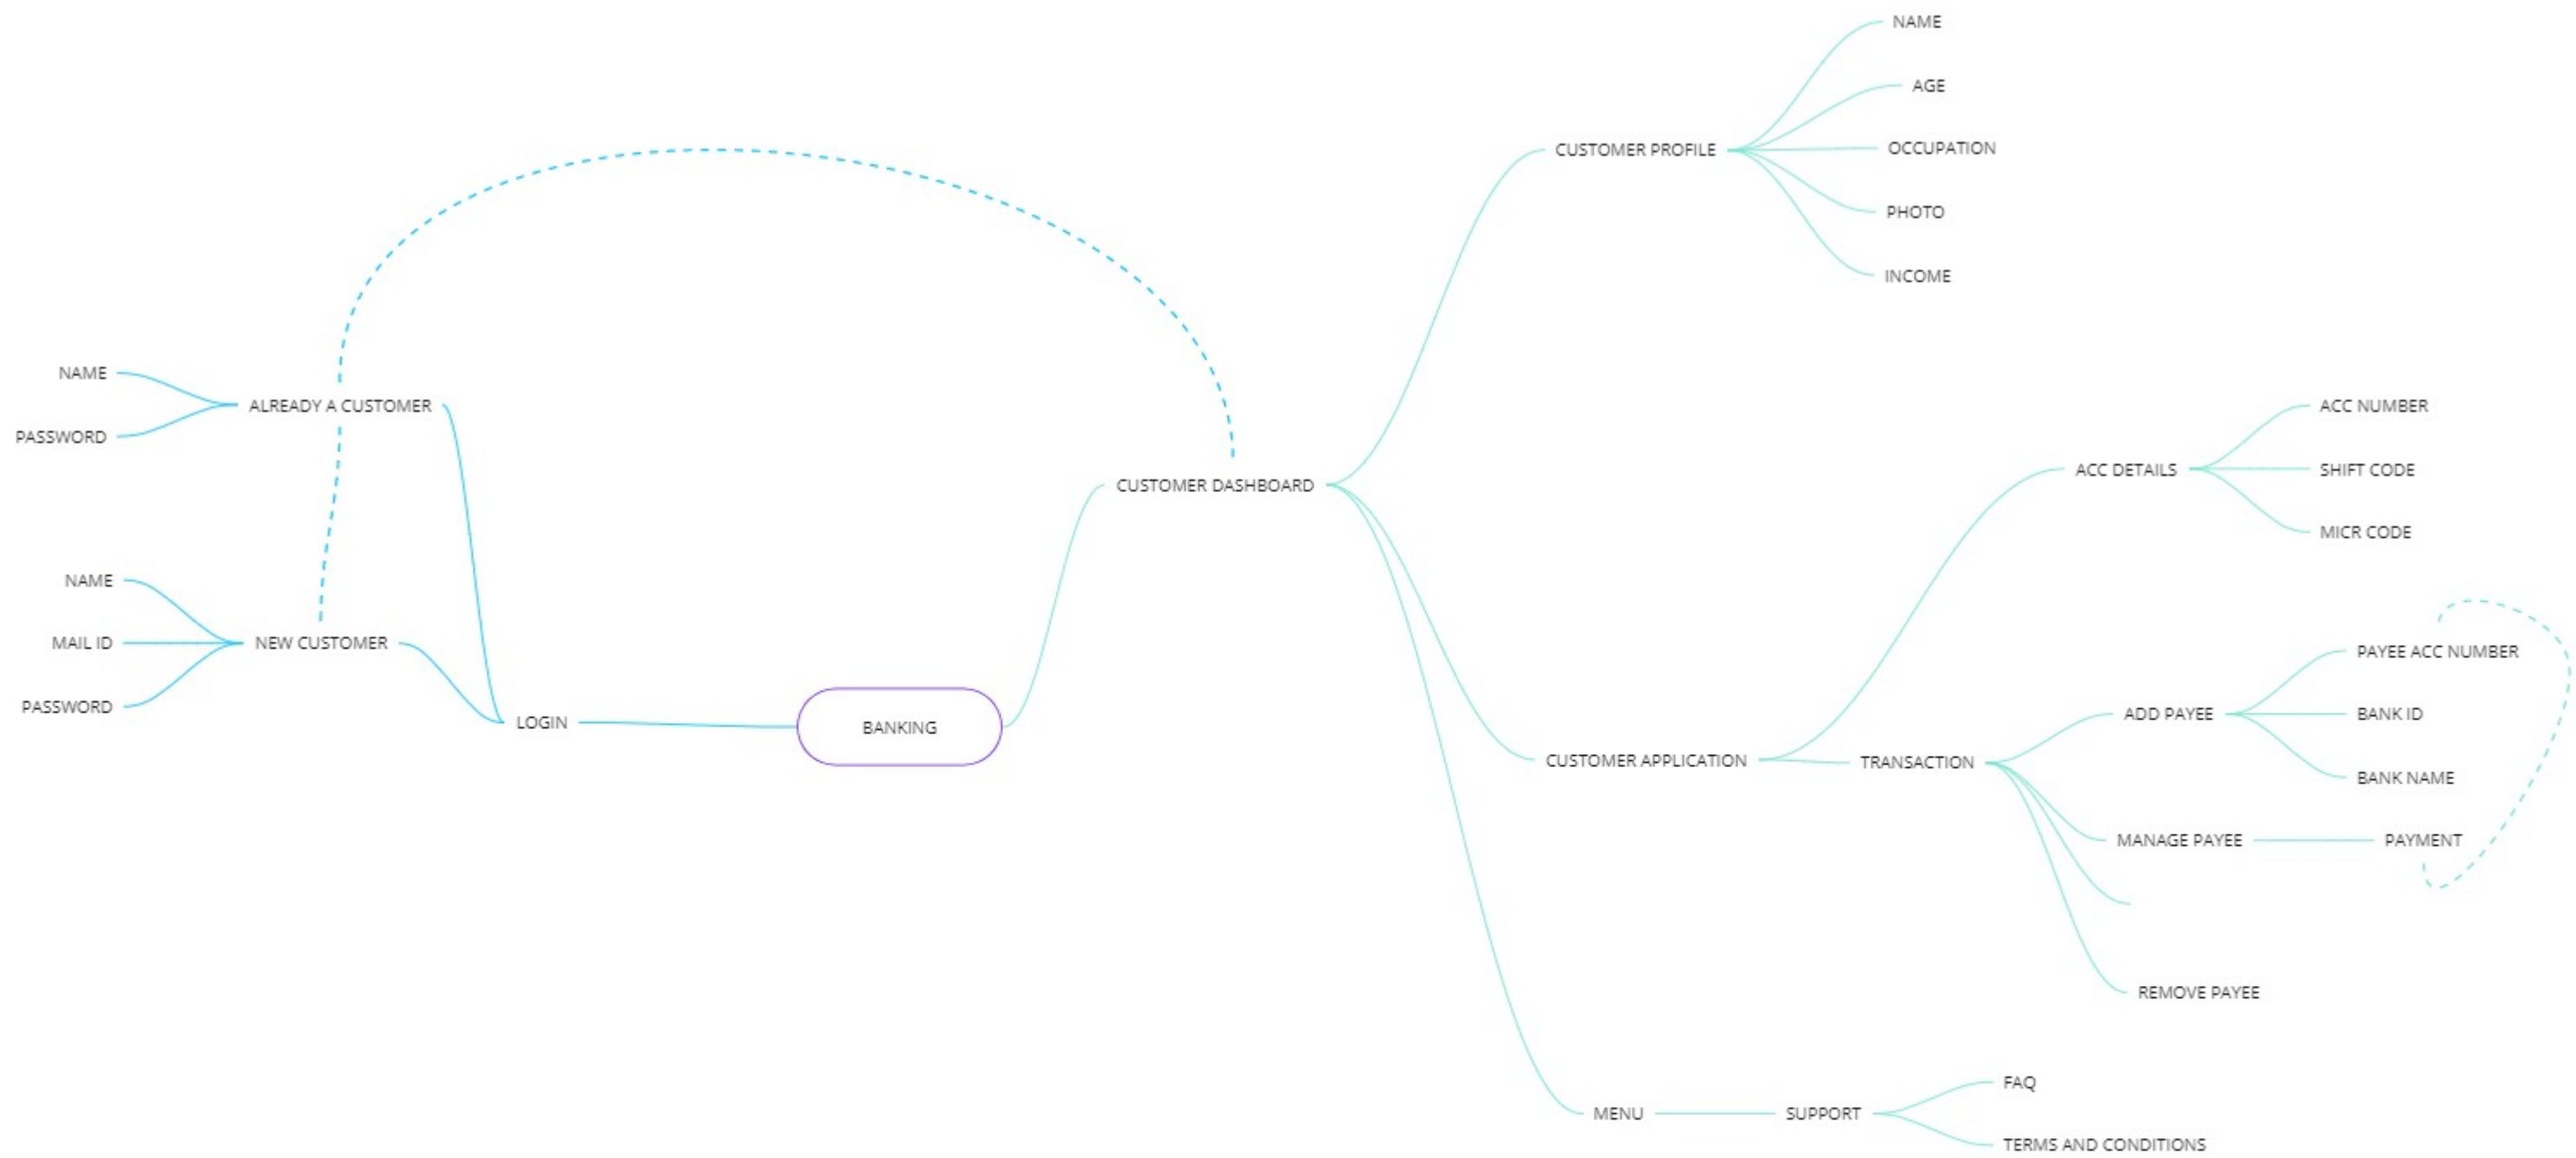 NAME
AGE
CUSTOMER PROFILE
OCCUPATION
PHOTO
INCOME
NAME
ALREADY A CUSTOMER
PASSWORD
NAME
MAIL ID
NEW CUSTOMER
PASSWORD
LOGIN
BANKING
CUSTOMER DASHBOARD
ACC NUMBER
ACC DETAILS
SHIFT CODE
MICR CODE
PAYEE ACC NUMBER
ADD PAYEE
BANK ID
BANK NAME
CUSTOMER APPLICATION
TRANSACTION
MANAGE PAYEE
PAYMENT
REMOVE PAYEE
MENU
SUPPORT
FAQ
TERMS AND CONDITIONS